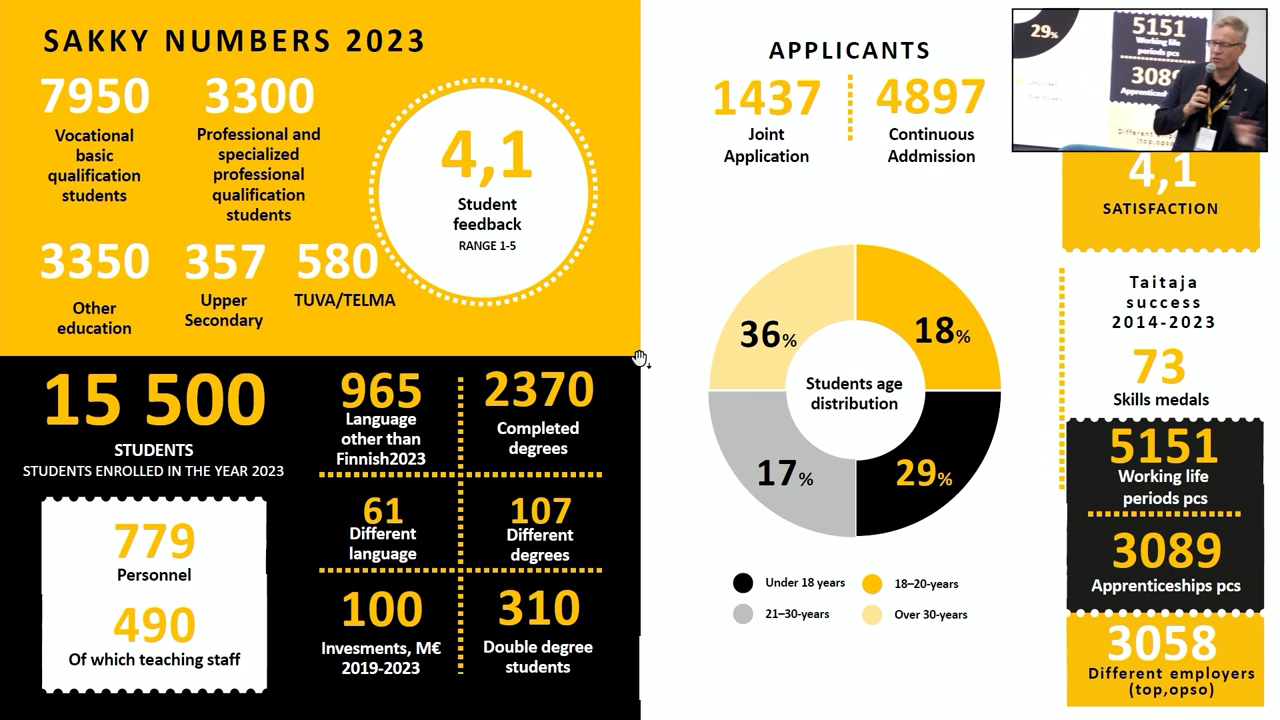 SAKKY NUMBERS 2023
7950
Vocational
basic
qualification
students
3300
Professional and
specialized
professional
qualification
students
4,1
Student
feedback
RANGE 1-5
3350
Other
education
357
Upper
Secondary
580
TUVA/TELMA
15 500
STUDENTS
STUDENTS ENROLLED IN THE YEAR 2023
779
Personnel
490
Of which teaching staff
965
Language
other than
Finnish2023
2370
Completed
degrees
61
Different
language
107
Different
degrees
100
Invesments, M€
2019-2023
310
Double degree
students
APPLICANTS
1437
Joint
Application
4897
Continuous
Addmission
36%
18%
Students age
distribution
17%
29%
Under 18 years
18–20-years
21–30-years
Over 30-years
29%
5151
Working life
periods pcs
4,1
SATISFACTION
Taitaja
success
2014-2023
73
Skills medals
5151
Working life
periods pcs
3089
Apprenticeships pcs
3058
Different employers
(top,opso)